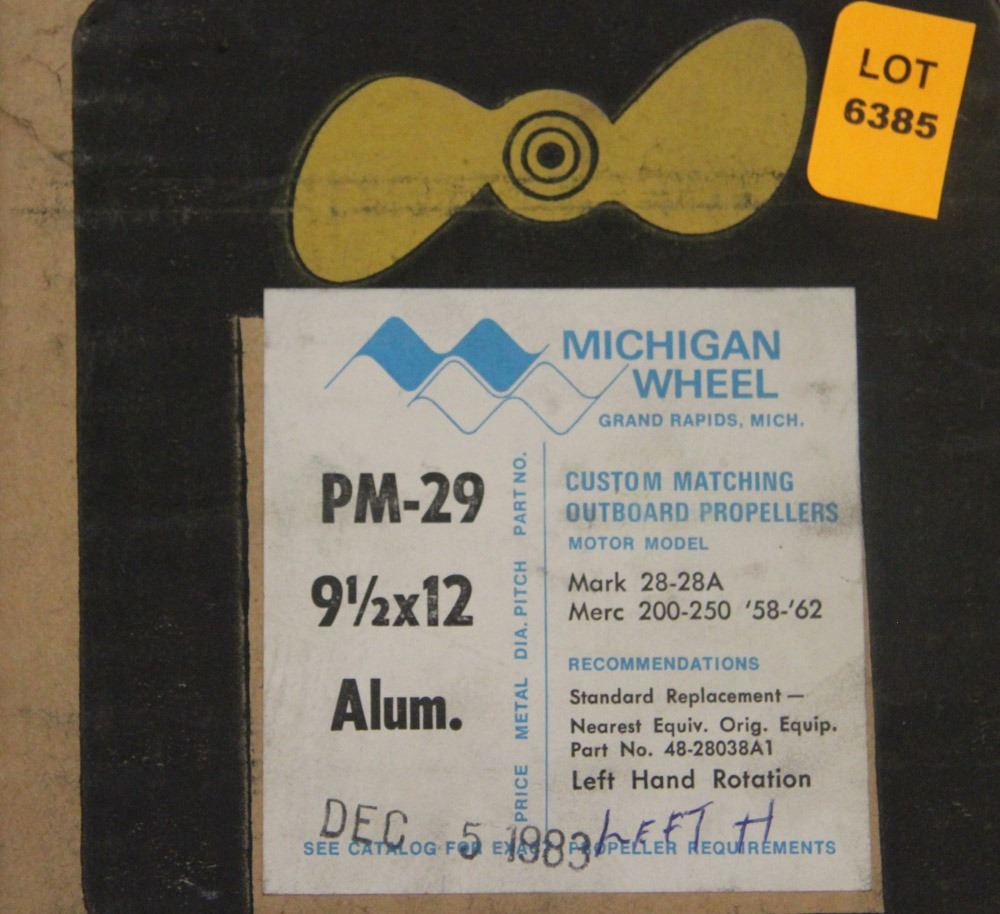 LOT
6385
MICHIGAN
WHEEL
GRAND RAPIDS, MICH.
PM-29
9½x12
Alum.
PRICE METAL DIA. PITCH PART NO.
CUSTOM MATCHING
OUTBOARD PROPELLERS
MOTOR MODEL
Mark 28-28A
Merc 200-250 '58-'62
RECOMMENDATIONS
Standard Replacement —
Nearest Equiv. Orig. Equip.
Part No. 48-28038A1
Left Hand Rotation
DEC 5 1983 LEFT H
SEE CATALOG FOR EXACT PROPELLER REQUIREMENTS